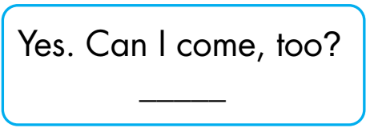 Yes. Can I come, too?
_____